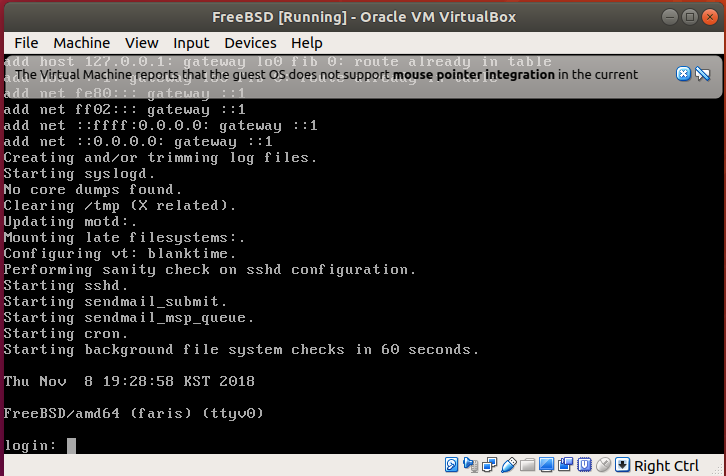 FreeBSD [Running] - Oracle VM VirtualBox
File Machine View Input Devices Help
add host 127.0.0.1: gateway lo0 fib 0: route already in table
The Virtual Machine reports that the guest OS does not support mouse pointer integration in the current
add net fe80::: gateway ::1
add net ff02::: gateway ::1
add net ::ffff:0.0.0.0: gateway ::1
add net ::0.0.0.0: gateway ::1
Creating and/or trimming log files.
Starting syslogd.
No core dumps found.
Clearing /tmp (X related).
Updating motd:.
Mounting late filesystems:.
Configuring vt: blanktime.
Performing sanity check on sshd configuration.
Starting sshd.
Starting sendmail_submit.
Starting sendmail_msp_queue.
Starting cron.
Starting background file system checks in 60 seconds.
Thu Nov  8 19:28:58 KST 2018
FreeBSD/amd64 (faris) (ttyv0)
login:
Right Ctrl